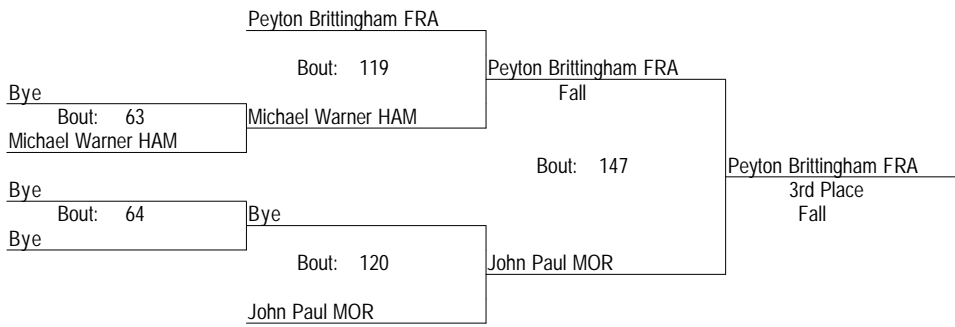 Peyton Brittingham FRA
Bout: 119
Peyton Brittingham FRA
Fall
Bye
Bout: 63
Michael Warner HAM
Michael Warner HAM
Bout: 147
Peyton Brittingham FRA
3rd Place
Fall
Bye
Bout: 64
Bye
Bye
Bout: 120
John Paul MOR
John Paul MOR